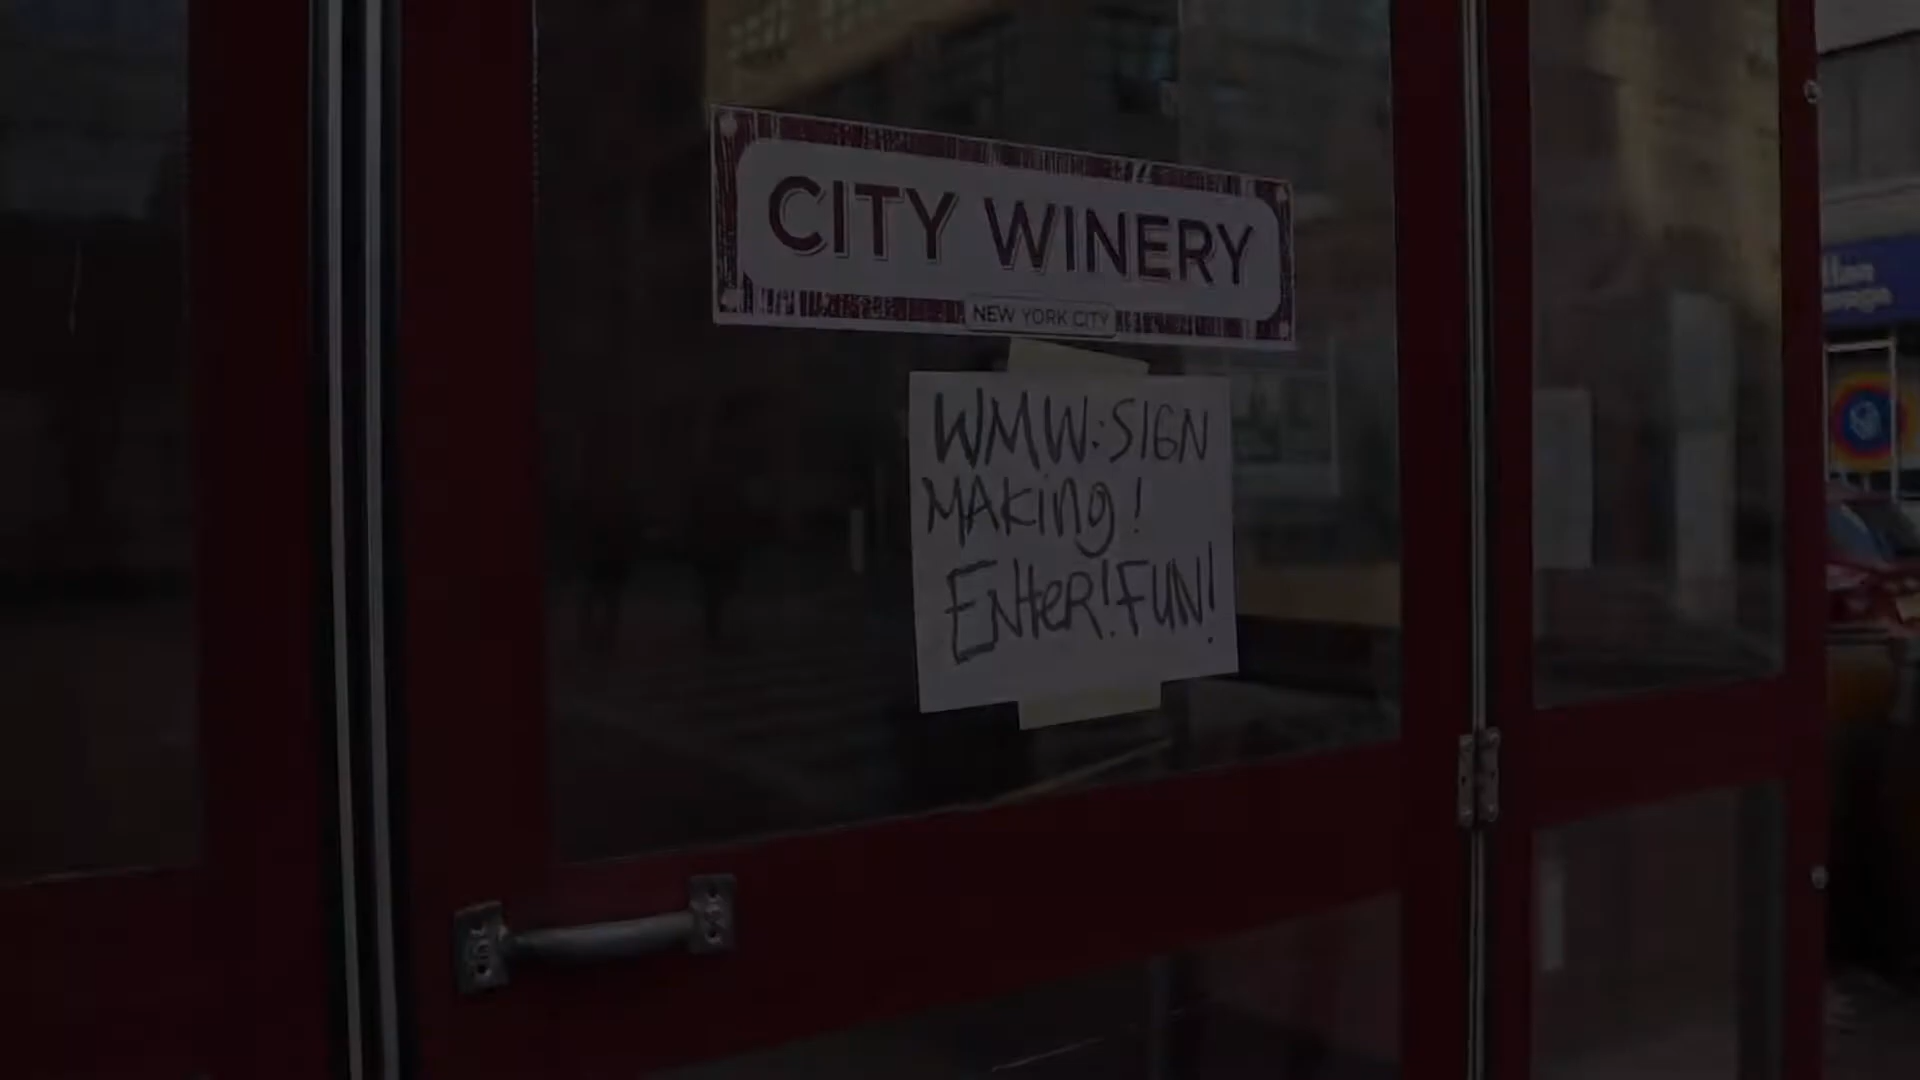 CITY WINERY
NEW YORK CITY
WMW: SIGN
MAKing!
ENteR! FUN!